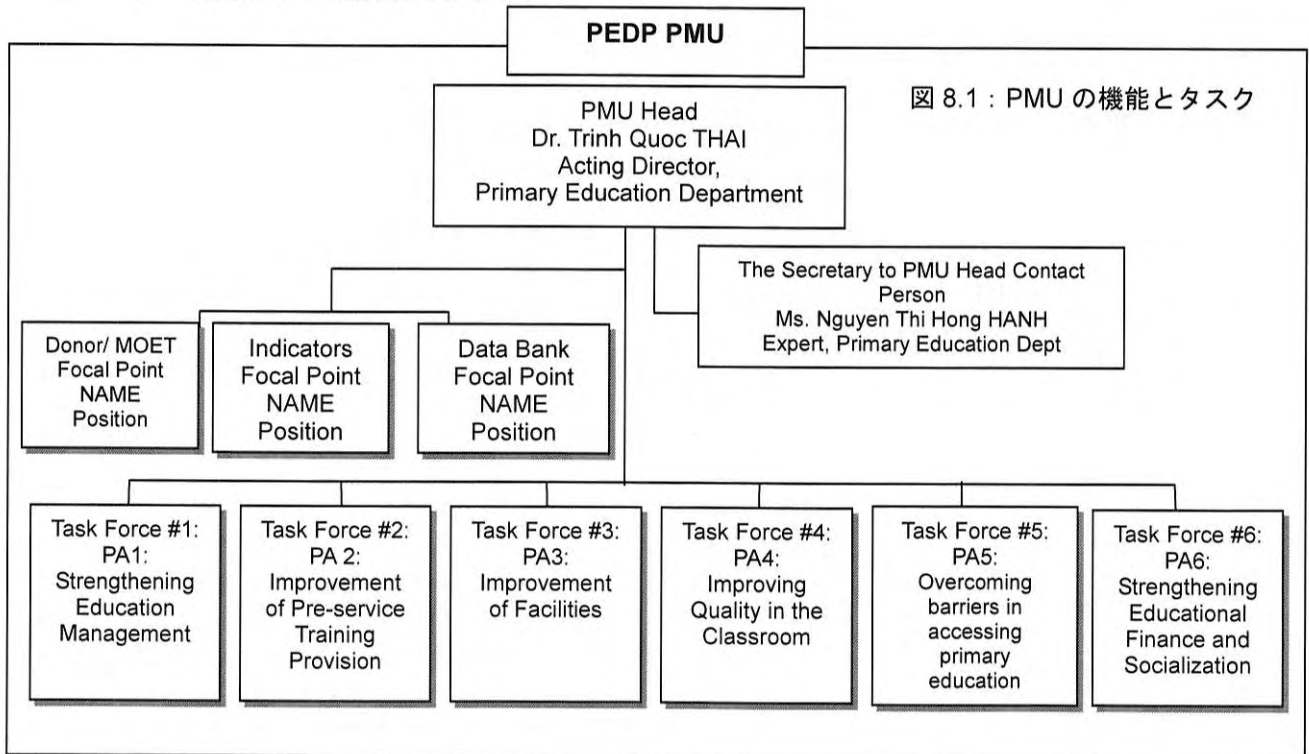 PEDP PMU
図 8.1：PMU の機能とタスク
PMU Head
Dr. Trinh Quoc THAI
Acting Director,
Primary Education Department
The Secretary to PMU Head Contact
Person
Ms. Nguyen Thi Hong HANH
Expert, Primary Education Dept
Donor/ MOET
Focal Point
NAME
Position
Indicators
Focal Point
NAME
Position
Data Bank
Focal Point
NAME
Position
Task Force #1:
PA1:
Strengthening
Education
Management
Task Force #2:
PA 2:
Improvement
of Pre-service
Training
Provision
Task Force #3:
PA3:
Improvement
of Facilities
Task Force #4:
PA4:
Improving
Quality in the
Classroom
Task Force #5:
PA5:
Overcoming
barriers in
accessing
primary
education
Task Force #6:
PA6:
Strengthening
Educational
Finance and
Socialization